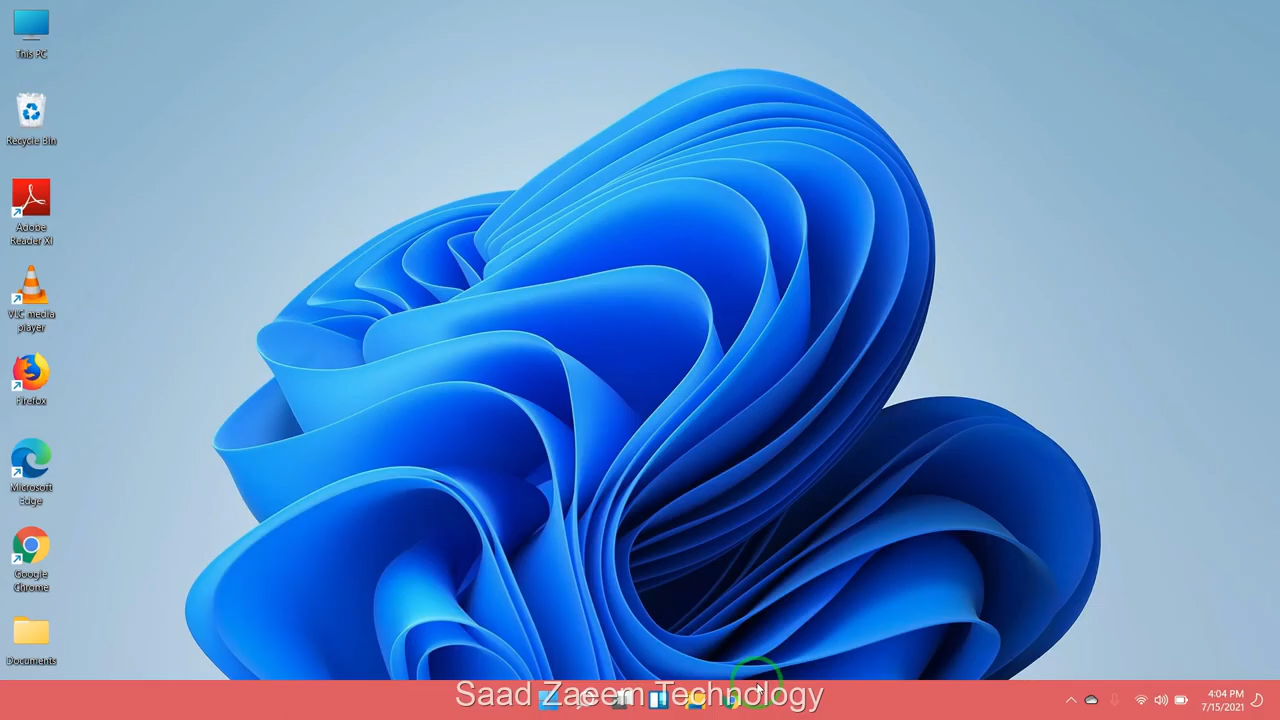 This PC
Recycle Bin
Adobe
Reader XI
VLC media
player
Firefox
Microsoft
Edge
Google
Chrome
Documents
Saad Zaeem Technology
4:04 PM
7/15/2021